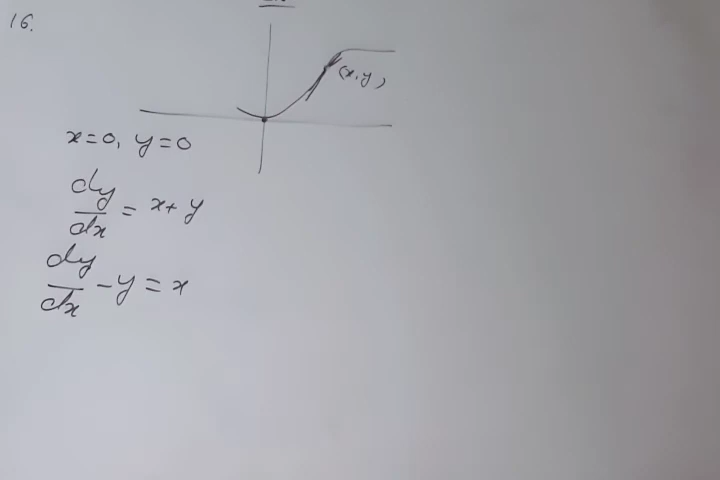 16.
(x, y)
x=0, y=0
dy/dx = x+y
dy/dx - y = x